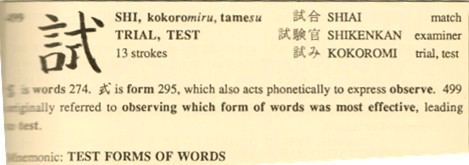 499 試 SHI, kokoromiru, tamesu 試合 SHIAI match
TRIAL, TEST 試験官 SHIKENKAN examiner
13 strokes 試み KOKOROMI trial, test
is words 274. 式 is form 295, which also acts phonetically to express observe. 499
originally referred to observing which form of words was most effective, leading
to test.
Mnemonic: TEST FORMS OF WORDS